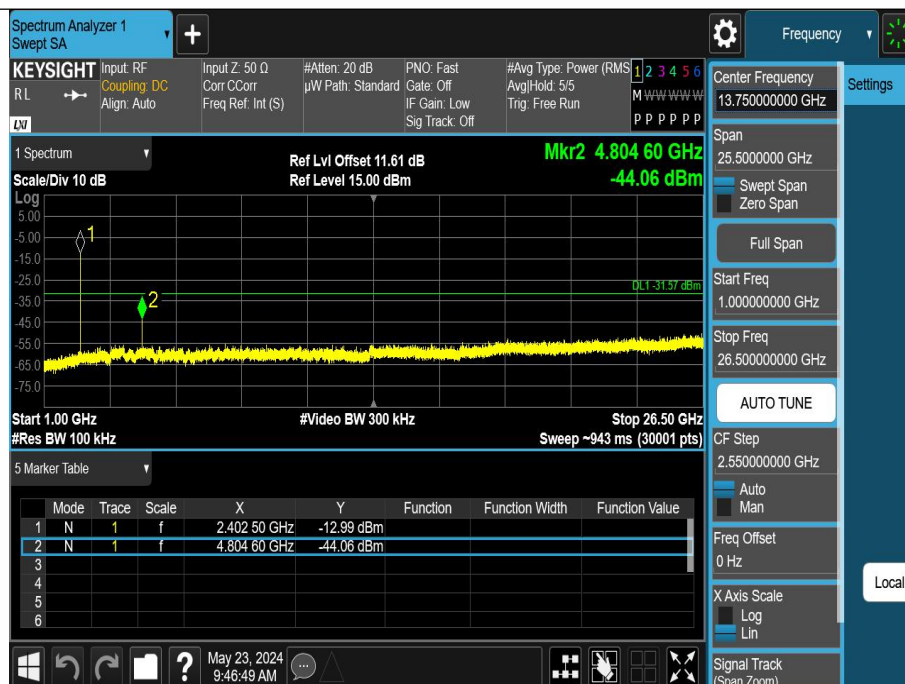 Spectrum Analyzer 1
Swept SA
+
Frequency
KEYSIGHT
RL
LXI
Input: RF
Coupling: DC
Align: Auto
Input Z: 50 Ω
Corr CCorr
Freq Ref: Int (S)
#Atten: 20 dB
µW Path: Standard
PNO: Fast
Gate: Off
IF Gain: Low
Sig Track: Off
#Avg Type: Power (RMS
Avg|Hold: 5/5
Trig: Free Run
1 2 3 4 5 6
M W W W W W
P P P P P P
1 Spectrum
Scale/Div 10 dB
Log
Ref Lvl Offset 11.61 dB
Ref Level 15.00 dBm
Mkr2 4.804 60 GHz
-44.06 dBm
5.00
-5.00
-15.0
-25.0
-35.0
-45.0
-55.0
-65.0
-75.0
1
2
DL1 -31.57 dBm
Start 1.00 GHz
#Video BW 300 kHz
Stop 26.50 GHz
#Res BW 100 kHz
Sweep ~943 ms (30001 pts)
5 Marker Table
Mode Trace Scale X Y Function Function Width Function Value
1 N 1 f 2.402 50 GHz -12.99 dBm
2 N 1 f 4.804 60 GHz -44.06 dBm
3
4
5
6
?
May 23, 2024
9:46:49 AM
Center Frequency
13.750000000 GHz
Span
25.5000000 GHz
Swept Span
Zero Span
Full Span
Start Freq
1.000000000 GHz
Stop Freq
26.500000000 GHz
AUTO TUNE
CF Step
2.550000000 GHz
Auto
Man
Freq Offset
0 Hz
X Axis Scale
Log
Lin
Signal Track
(Span Zoom)
Settings
Local